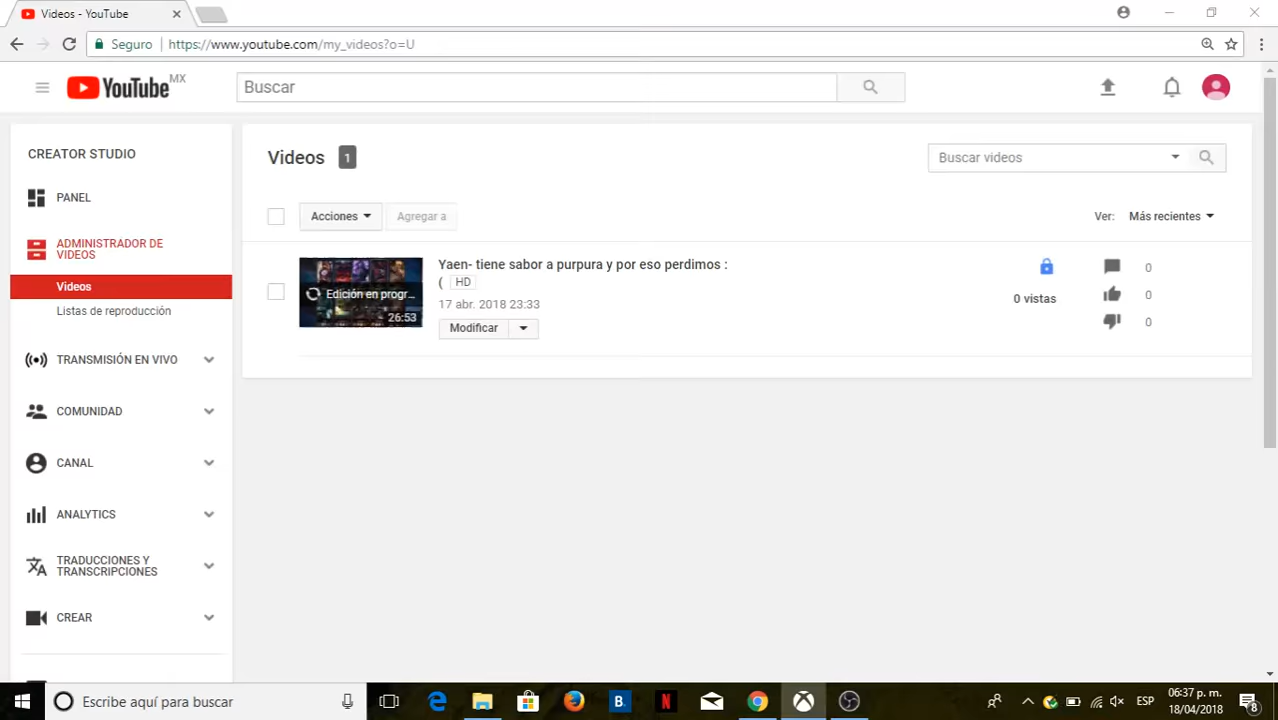 Videos - YouTube
Seguro
https://www.youtube.com/my_videos?o=U
YouTube MX
Buscar
CREATOR STUDIO
PANEL
ADMINISTRADOR DE
VIDEOS
Videos
Listas de reproducción
TRANSMISIÓN EN VIVO
COMUNIDAD
CANAL
ANALYTICS
TRADUCCIONES Y
TRANSCRIPCIONES
CREAR
Videos 1
Buscar videos
Acciones
Agregar a
Ver: Más recientes
Edición en progr...
26:53
Yaen- tiene sabor a purpura y por eso perdimos :
( HD
17 abr. 2018 23:33
Modificar
0 vistas
0
0
0
Escribe aquí para buscar
B.
N
ESP
06:37 p. m.
18/04/2018
8